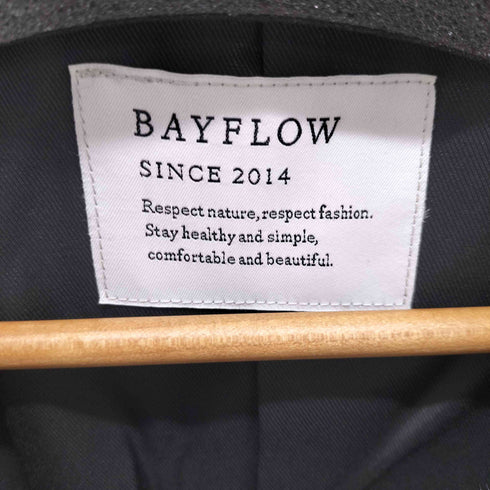 BAYFLOW
SINCE 2014
Respect nature, respect fashion.
Stay healthy and simple,
comfortable and beautiful.